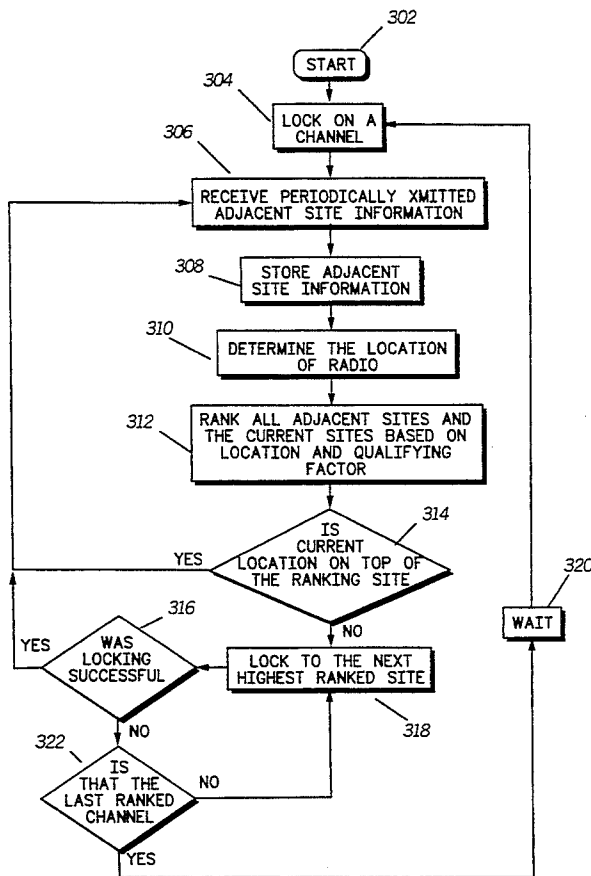 302
START
304
LOCK ON A
CHANNEL
306
RECEIVE PERIODICALLY XMITTED
ADJACENT SITE INFORMATION
308
STORE ADJACENT
SITE INFORMATION
310
DETERMINE THE LOCATION
OF RADIO
312
RANK ALL ADJACENT SITES AND
THE CURRENT SITES BASED ON
LOCATION AND QUALIFYING
FACTOR
314
IS
CURRENT
LOCATION ON TOP OF
THE RANKING SITE
YES
NO
320
WAIT
316
WAS
LOCKING
SUCCESSFUL
YES
NO
LOCK TO THE NEXT
HIGHEST RANKED SITE
318
322
IS
THAT THE
LAST RANKED
CHANNEL
NO
YES